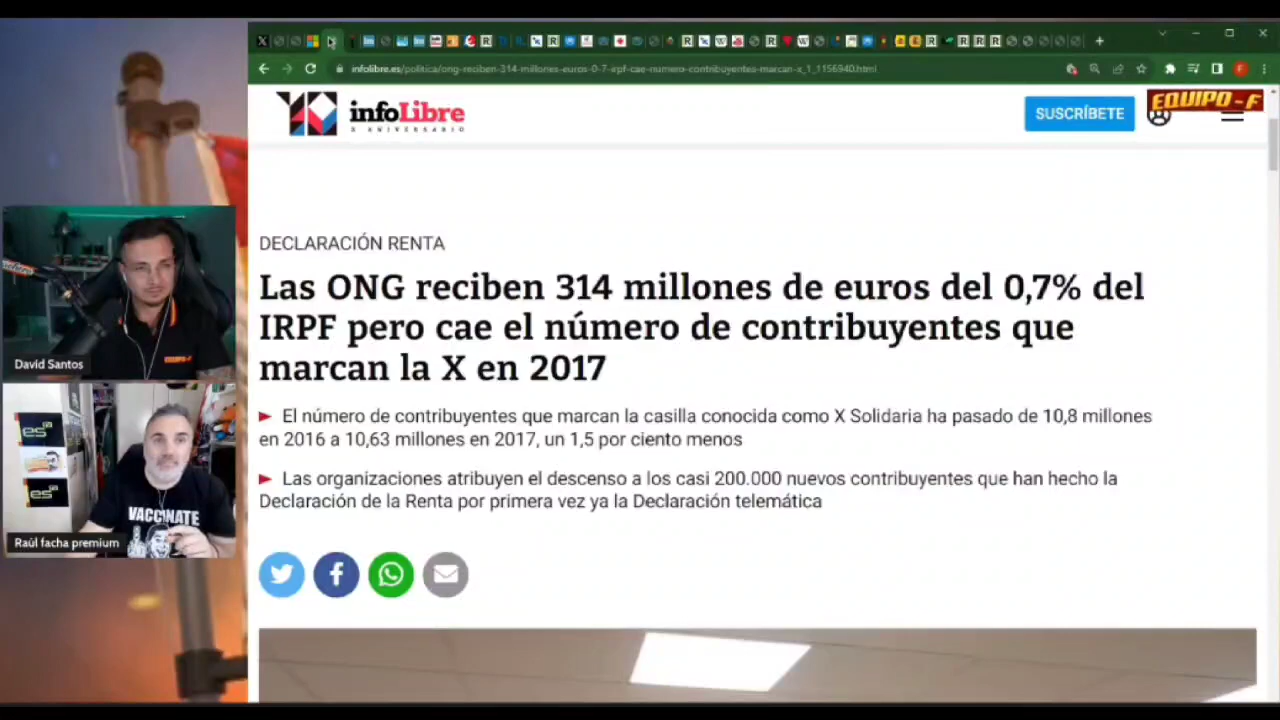 infolibre.es/politica/ong-reciben-314-millones-euros-0-7-irpf-cae-numero-contribuyentes-marcan-x_1_1156940.html
infoLibre
X ANIVERSARIO
SUSCRÍBETE
EQUIPO-F
DECLARACIÓN RENTA
Las ONG reciben 314 millones de euros del 0,7% del
IRPF pero cae el número de contribuyentes que
marcan la X en 2017
El número de contribuyentes que marcan la casilla conocida como X Solidaria ha pasado de 10,8 millones
en 2016 a 10,63 millones en 2017, un 1,5 por ciento menos
Las organizaciones atribuyen el descenso a los casi 200.000 nuevos contribuyentes que han hecho la
Declaración de la Renta por primera vez ya la Declaración telemática
David Santos
EQUIPO-F
es
es
VACCINATE
Raúl facha premium